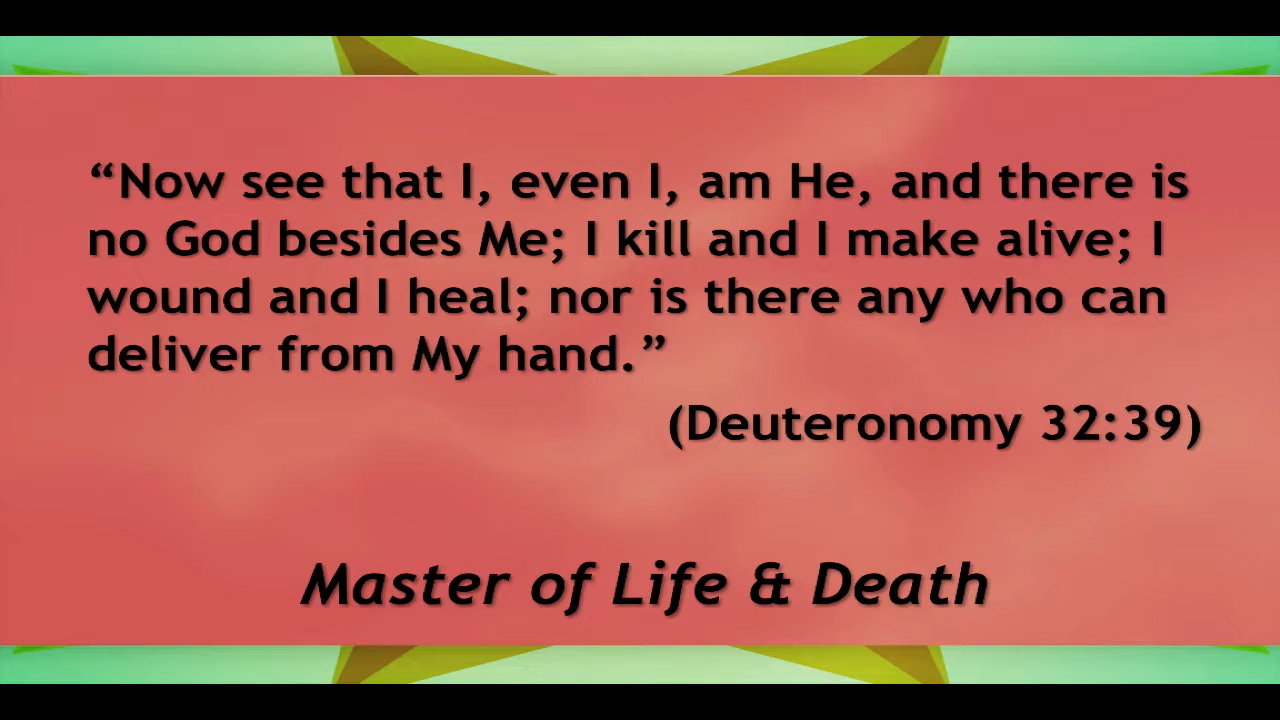 “Now see that I, even I, am He, and there is
no God besides Me; I kill and I make alive; I
wound and I heal; nor is there any who can
deliver from My hand.”
(Deuteronomy 32:39)
Master of Life & Death